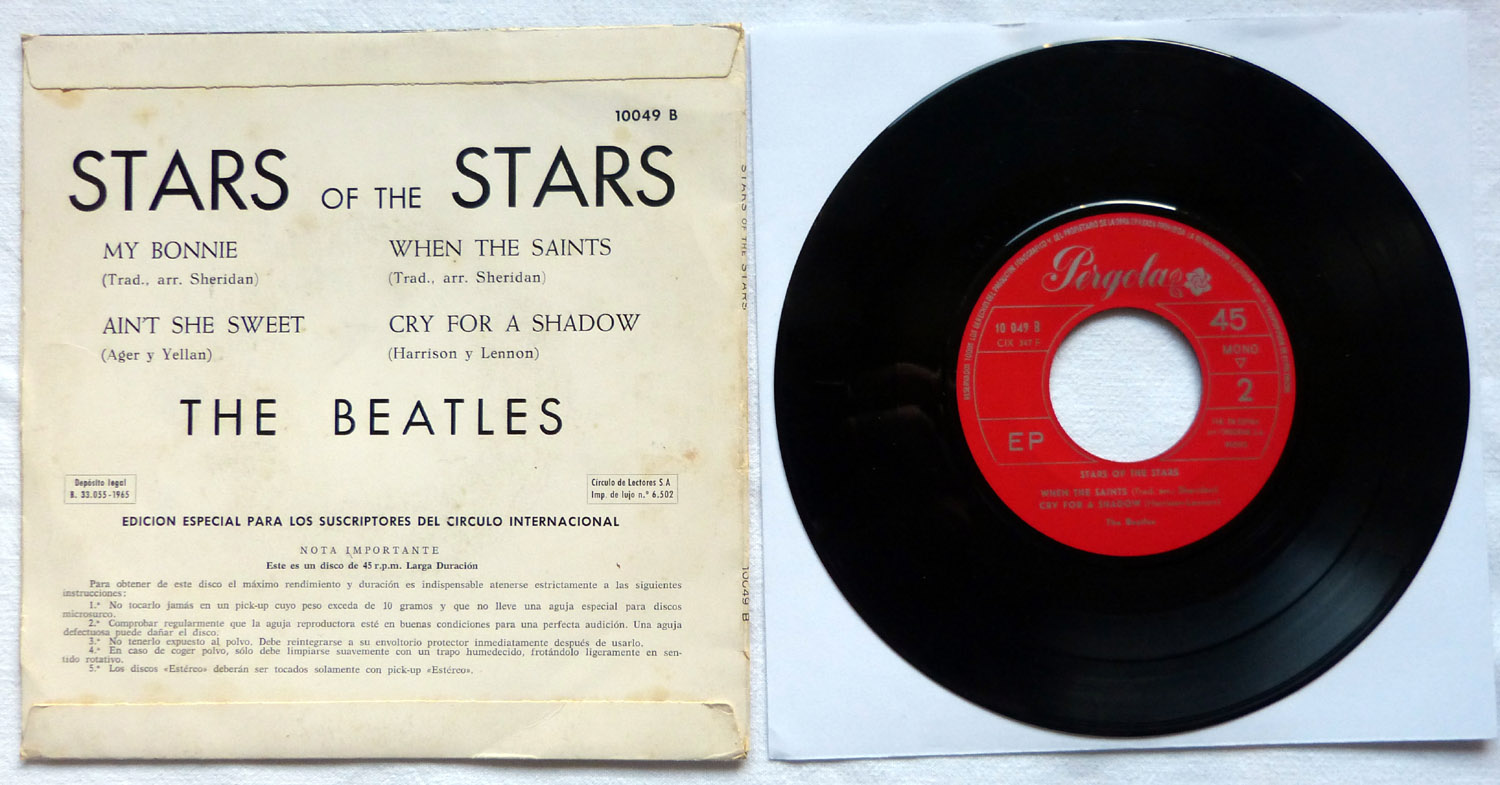 10049 B
STARS OF THE STARS
MY BONNIE
(Trad., arr. Sheridan)
WHEN THE SAINTS
(Trad., arr. Sheridan)
AIN'T SHE SWEET
(Ager y Yellan)
CRY FOR A SHADOW
(Harrison y Lennon)
THE BEATLES
Depósito legal
B. 33.055-1965
Círculo de Lectores S.A
Imp. de lujo n.º 6.502
EDICION ESPECIAL PARA LOS SUSCRIPTORES DEL CIRCULO INTERNACIONAL
NOTA IMPORTANTE
Este es un disco de 45 r.p.m. Larga Duración
Para obtener de este disco el máximo rendimiento y duración es indispensable atenerse estrictamente a las siguientes
instrucciones:
1.ª No tocarlo jamás en un pick-up cuyo peso exceda de 10 gramos y que no lleve una aguja especial para discos
microsurco.
2.ª Comprobar regularmente que la aguja reproductora esté en buenas condiciones para una perfecta audición. Una aguja
defectuosa puede dañar el disco.
3.ª No tenerlo expuesto al polvo. Debe reintegrarse a su envoltorio protector inmediatamente después de usarlo.
4.ª En caso de coger polvo, sólo debe limpiarse suavemente con un trapo humedecido, frotándolo ligeramente en sen-
tido rotativo.
5.ª Los discos «Estéreo» deberán ser tocados solamente con pick-up «Estéreo».
STARS OF THE STARS
10049 B
Pérgola
10 049 B
CIX 347 F
45
MONO
2
EP
STARS OF THE STARS
WHEN THE SAINTS (Trad. arr. Sheridan)
CRY FOR A SHADOW (Harrison-Lennon)
The Beatles